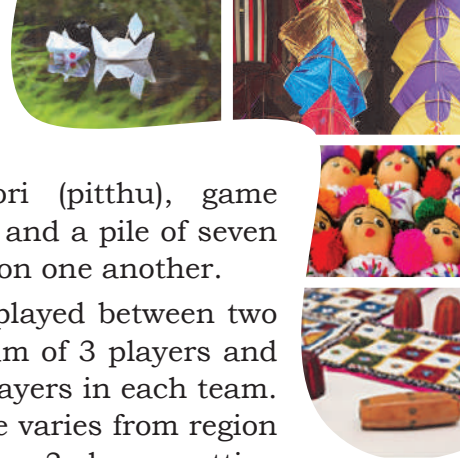 ori (pitthu), game
and a pile of seven
on one another.
played between two
um of 3 players and
ayers in each team.
e varies from region